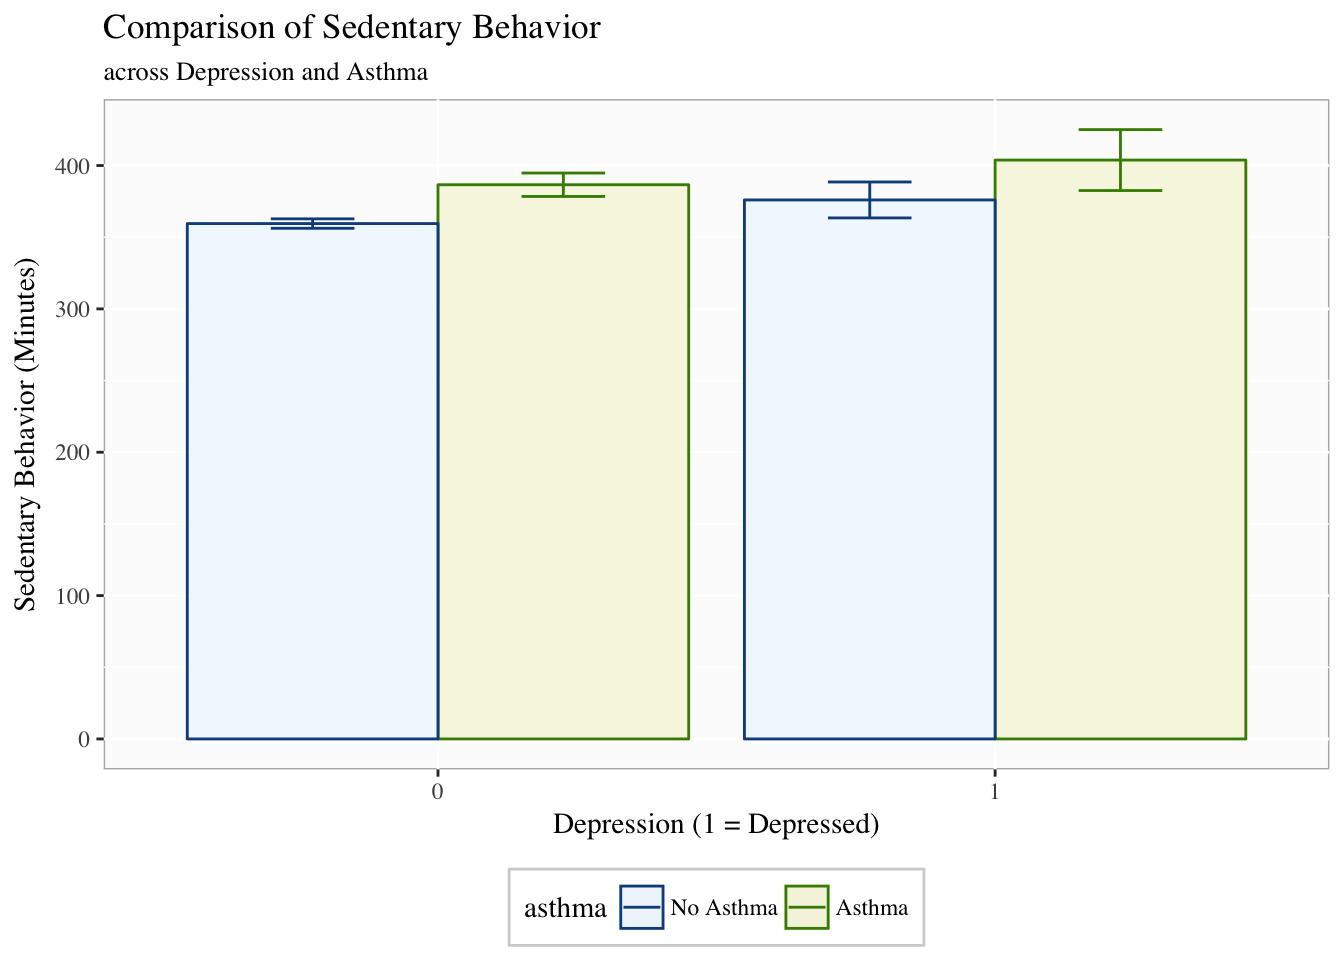 Comparison of Sedentary Behavior
across Depression and Asthma
Sedentary Behavior (Minutes)
400
300
200
100
0
0 1
Depression (1 = Depressed)
asthma No Asthma Asthma